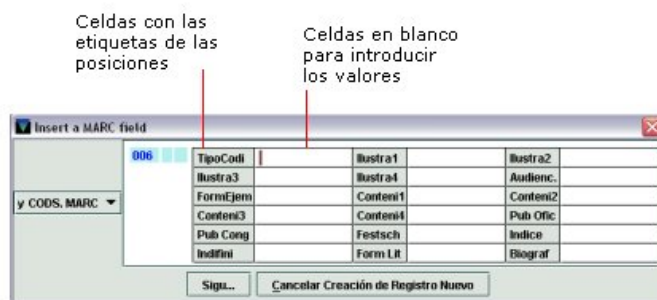 Celdas con las
etiquetas de las
posiciones
Celdas en blanco
para introducir
los valores
Insert a MARC field
006 TipoCodi Ilustra1 Ilustra2
Ilustra3 Ilustra4 Audienc.
y CODS. MARC FormEjem Conteni1 Conteni2
Conteni3 Conteni4 Pub Ofic
Pub Cong Festsch Indice
Indifini Form Lit Biograf
Sigu... Cancelar Creación de Registro Nuevo